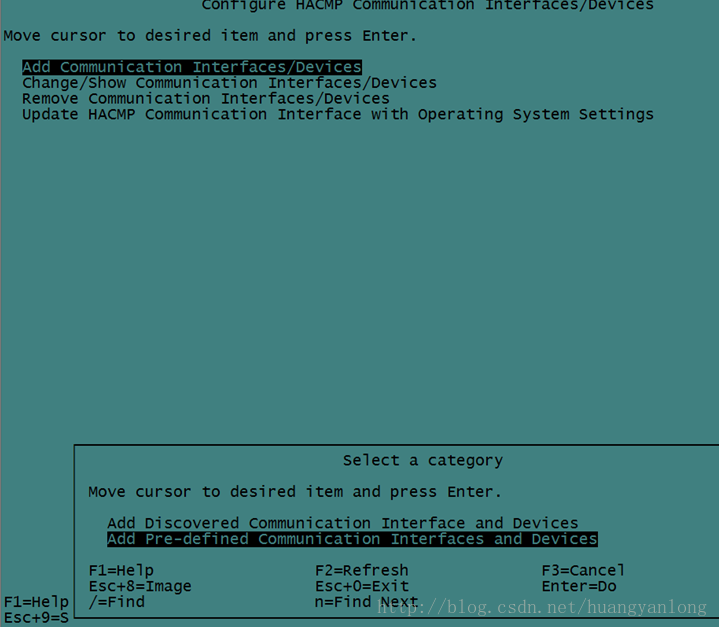 Configure HACMP Communication Interfaces/Devices
Move cursor to desired item and press Enter.
Add Communication Interfaces/Devices
Change/Show Communication Interfaces/Devices
Remove Communication Interfaces/Devices
Update HACMP Communication Interface with Operating System Settings
Select a category
Move cursor to desired item and press Enter.
Add Discovered Communication Interface and Devices
Add Pre-defined Communication Interfaces and Devices
F1=Help F2=Refresh F3=Cancel
Esc+8=Image Esc+0=Exit Enter=Do
F1=Help /=Find n=Find Next
Esc+9=S
http://blog.csdn.net/huangyanlong